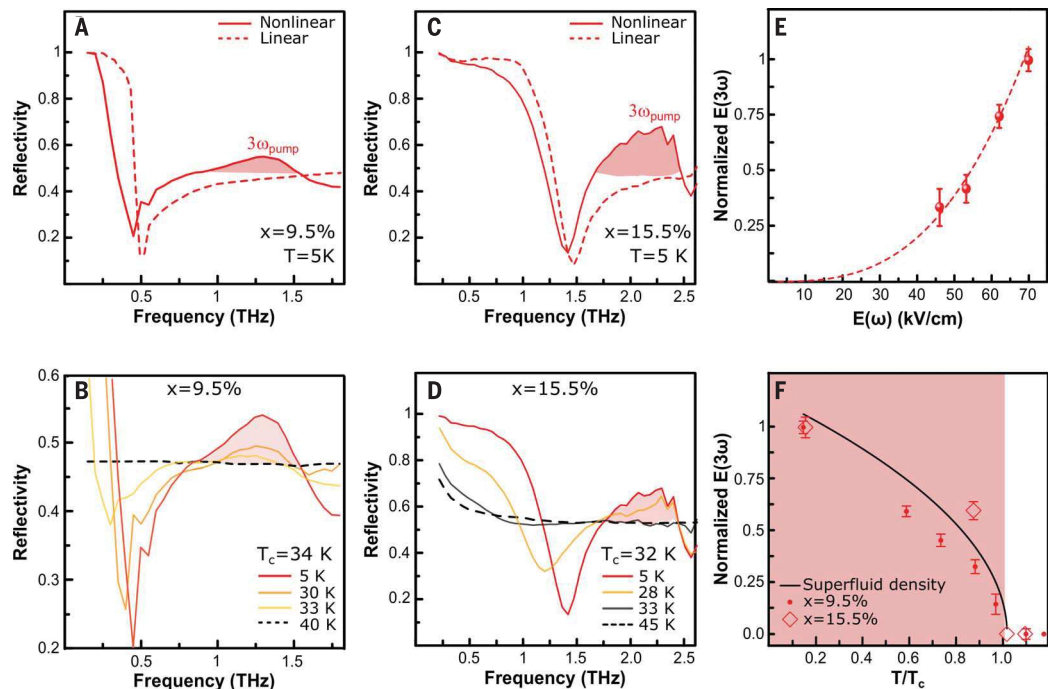 A
Nonlinear
Linear
1
0.8
0.6
0.4
0.2
Reflectivity
3ωpump
x=9.5%
T=5K
0.5
1
1.5
Frequency (THz)
C
Nonlinear
Linear
1
0.8
0.6
0.4
0.2
Reflectivity
3ωpump
x=15.5%
T=5 K
0.5
1.0
1.5
2.0
2.5
Frequency (THz)
E
1
0.75
0.5
0.25
Normalized E(3ω)
0
10
20
30
40
50
60
70
E(ω) (kV/cm)
B
x=9.5%
0.6
0.5
0.4
0.3
0.2
Reflectivity
Tc=34 K
5 K
30 K
33 K
40 K
0.5
1
1.5
Frequency (THz)
D
x=15.5%
1
0.8
0.6
0.4
0.2
Reflectivity
Tc=32 K
5 K
28 K
33 K
45 K
0.5
1.0
1.5
2.0
2.5
Frequency (THz)
F
1
0.75
0.5
0.25
0.0
Normalized E(3ω)
Superfluid density
x=9.5%
x=15.5%
0.2
0.4
0.6
0.8
1.0
T/Tc